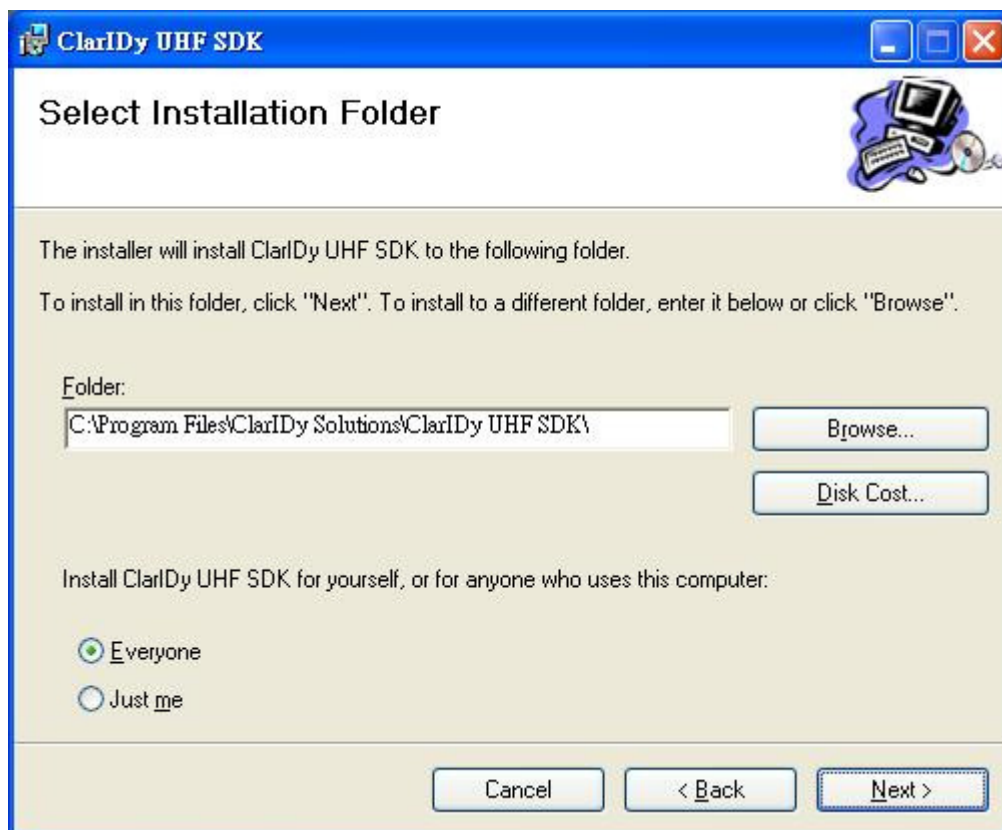 ClarIDy UHF SDK
Select Installation Folder
The installer will install ClarIDy UHF SDK to the following folder.
To install in this folder, click "Next". To install to a different folder, enter it below or click "Browse".
Folder:
C:\Program Files\ClarIDy Solutions\ClarIDy UHF SDK\
Browse...
Disk Cost...
Install ClarIDy UHF SDK for yourself, or for anyone who uses this computer:
Everyone
Just me
Cancel
< Back
Next >